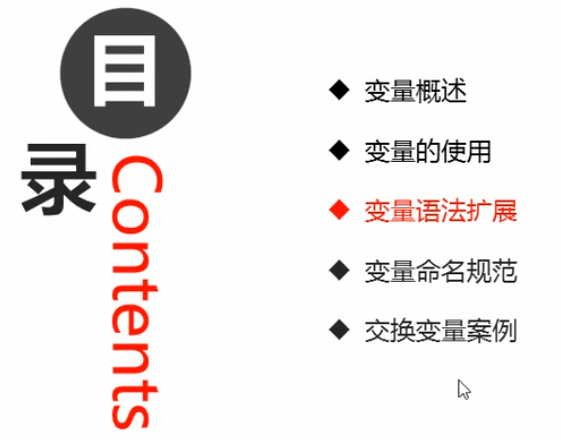 目录
Contents
◆ 变量概述
◆ 变量的使用
◆ 变量语法扩展
◆ 变量命名规范
◆ 交换变量案例